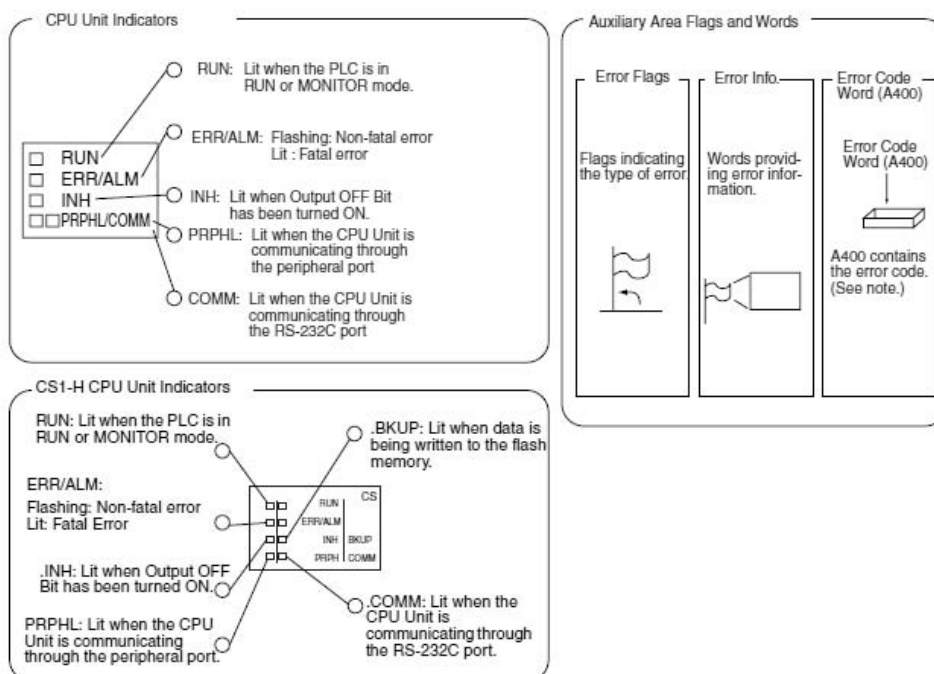 CPU Unit Indicators
RUN: Lit when the PLC is in
RUN or MONITOR mode.
ERR/ALM: Flashing: Non-fatal error
Lit : Fatal error
RUN
ERR/ALM
INH
PRPHL/COMM
INH: Lit when Output OFF Bit
has been turned ON.
PRPHL: Lit when the CPU Unit is
communicating through
the peripheral port
COMM: Lit when the CPU Unit is
communicating through
the RS-232C port
Auxiliary Area Flags and Words
Error Flags
Flags indicating
the type of error.
Error Info.
Words provid-
ing error infor-
mation.
Error Code
Word (A400)
Error Code
Word (A400)
A400 contains
the error code.
(See note.)
CS1-H CPU Unit Indicators
RUN: Lit when the PLC is in
RUN or MONITOR mode.
.BKUP: Lit when data is
being written to the flash
memory.
ERR/ALM:
Flashing: Non-fatal error
Lit: Fatal Error
CS
RUN
ERR/ALM
INH BKUP
PRPH COMM
.INH: Lit when Output OFF
Bit has been turned ON.
PRPHL: Lit when the CPU
Unit is communicating
through the peripheral port.
.COMM: Lit when the
CPU Unit is
communicating through
the RS-232C port.